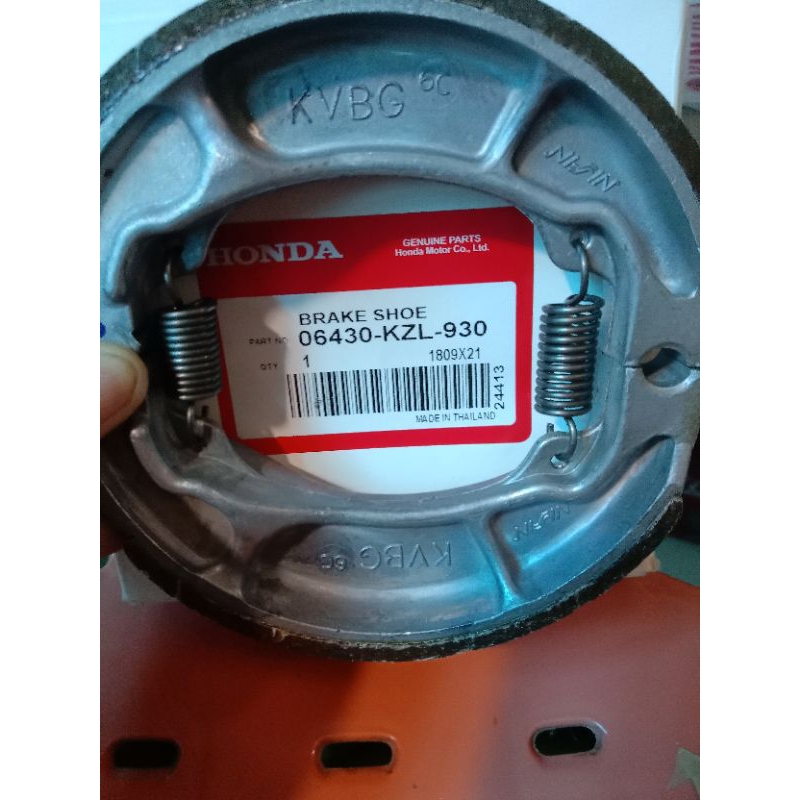 KVBG 6C
NISSIN
HONDA
GENUINE PARTS
Honda Motor Co., Ltd.
BRAKE SHOE
PART NO. 06430-KZL-930
QTY. 1 1809X21
24413
MADE IN THAILAND
NISSIN
KVBG